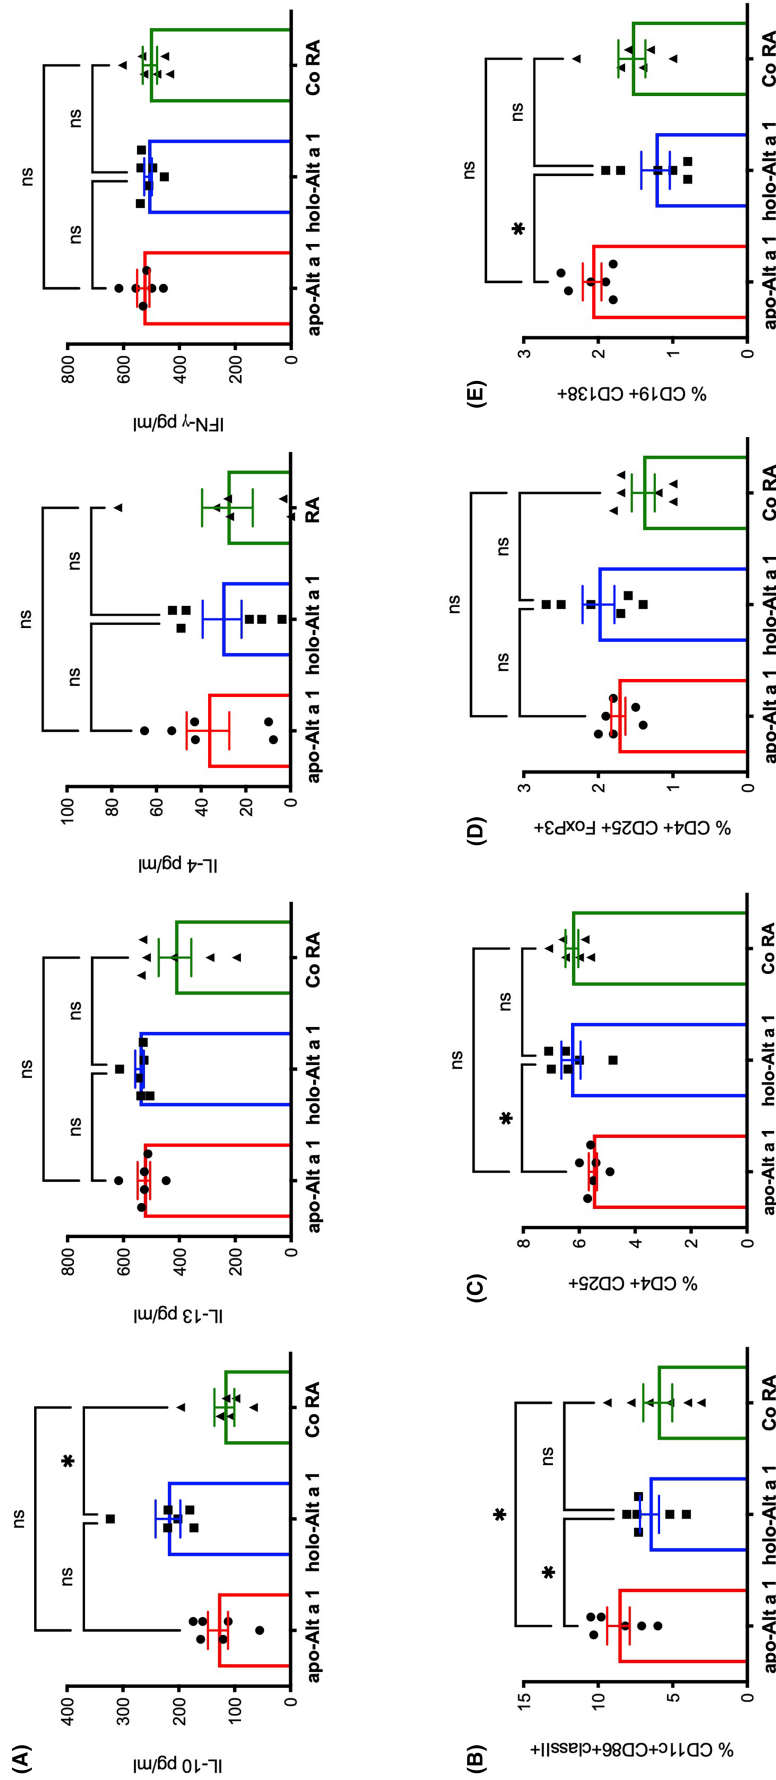 (A)
IL-10 pg/ml
400
300
200
100
0
ns
ns
*
apo-Alt a 1 holo-Alt a 1 Co RA
IL-13 pg/ml
800
600
400
200
0
ns
ns
ns
apo-Alt a 1 holo-Alt a 1 Co RA
IL-4 pg/ml
100
80
60
40
20
0
ns
ns
ns
apo-Alt a 1 holo-Alt a 1 RA
IFN-γ pg/ml
800
600
400
200
0
ns
ns
ns
apo-Alt a 1 holo-Alt a 1 Co RA
(B)
% CD11c+CD86+classII+
15
10
5
0
*
*
ns
apo-Alt a 1 holo-Alt a 1 Co RA
(C)
% CD4+ CD25+
8
6
4
2
0
ns
*
ns
apo-Alt a 1 holo-Alt a 1 Co RA
(D)
% CD4+ CD25+ FoxP3+
3
2
1
0
ns
ns
ns
apo-Alt a 1 holo-Alt a 1 Co RA
(E)
% CD19+ CD138+
3
2
1
0
ns
*
ns
apo-Alt a 1 holo-Alt a 1 Co RA